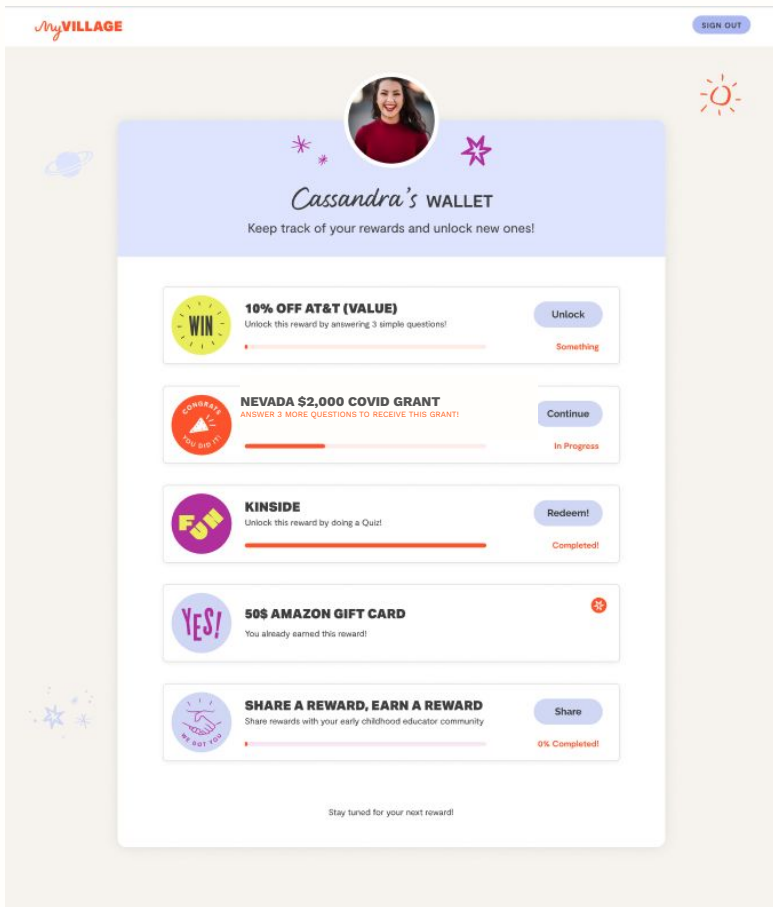 MyVILLAGE
SIGN OUT
Cassandra's WALLET
Keep track of your rewards and unlock new ones!
WIN
10% OFF AT&T (VALUE)
Unlock this reward by answering 3 simple questions!
Unlock
Something
CONGRATS
YOU DID IT!
NEVADA $2,000 COVID GRANT
ANSWER 3 MORE QUESTIONS TO RECEIVE THIS GRANT!
Continue
In Progress
FUN
KINSIDE
Unlock this reward by doing a Quiz!
Redeem!
Completed!
YES!
50$ AMAZON GIFT CARD
You already earned this reward!
WE GOT YOU
SHARE A REWARD, EARN A REWARD
Share rewards with your early childhood educator community
Share
0% Completed!
Stay tuned for your next reward!